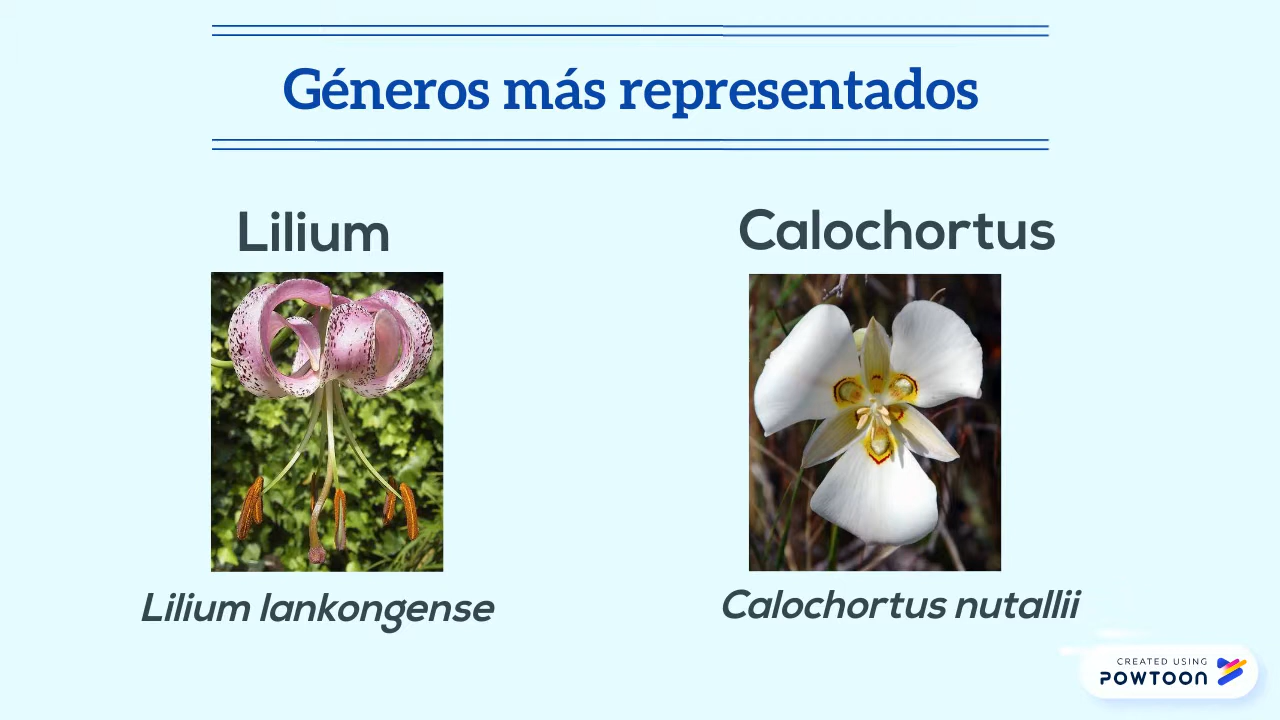 Géneros más representados
Lilium
Calochortus
Lilium lankongense
Calochortus nutallii
CREATED USING
POWTOON